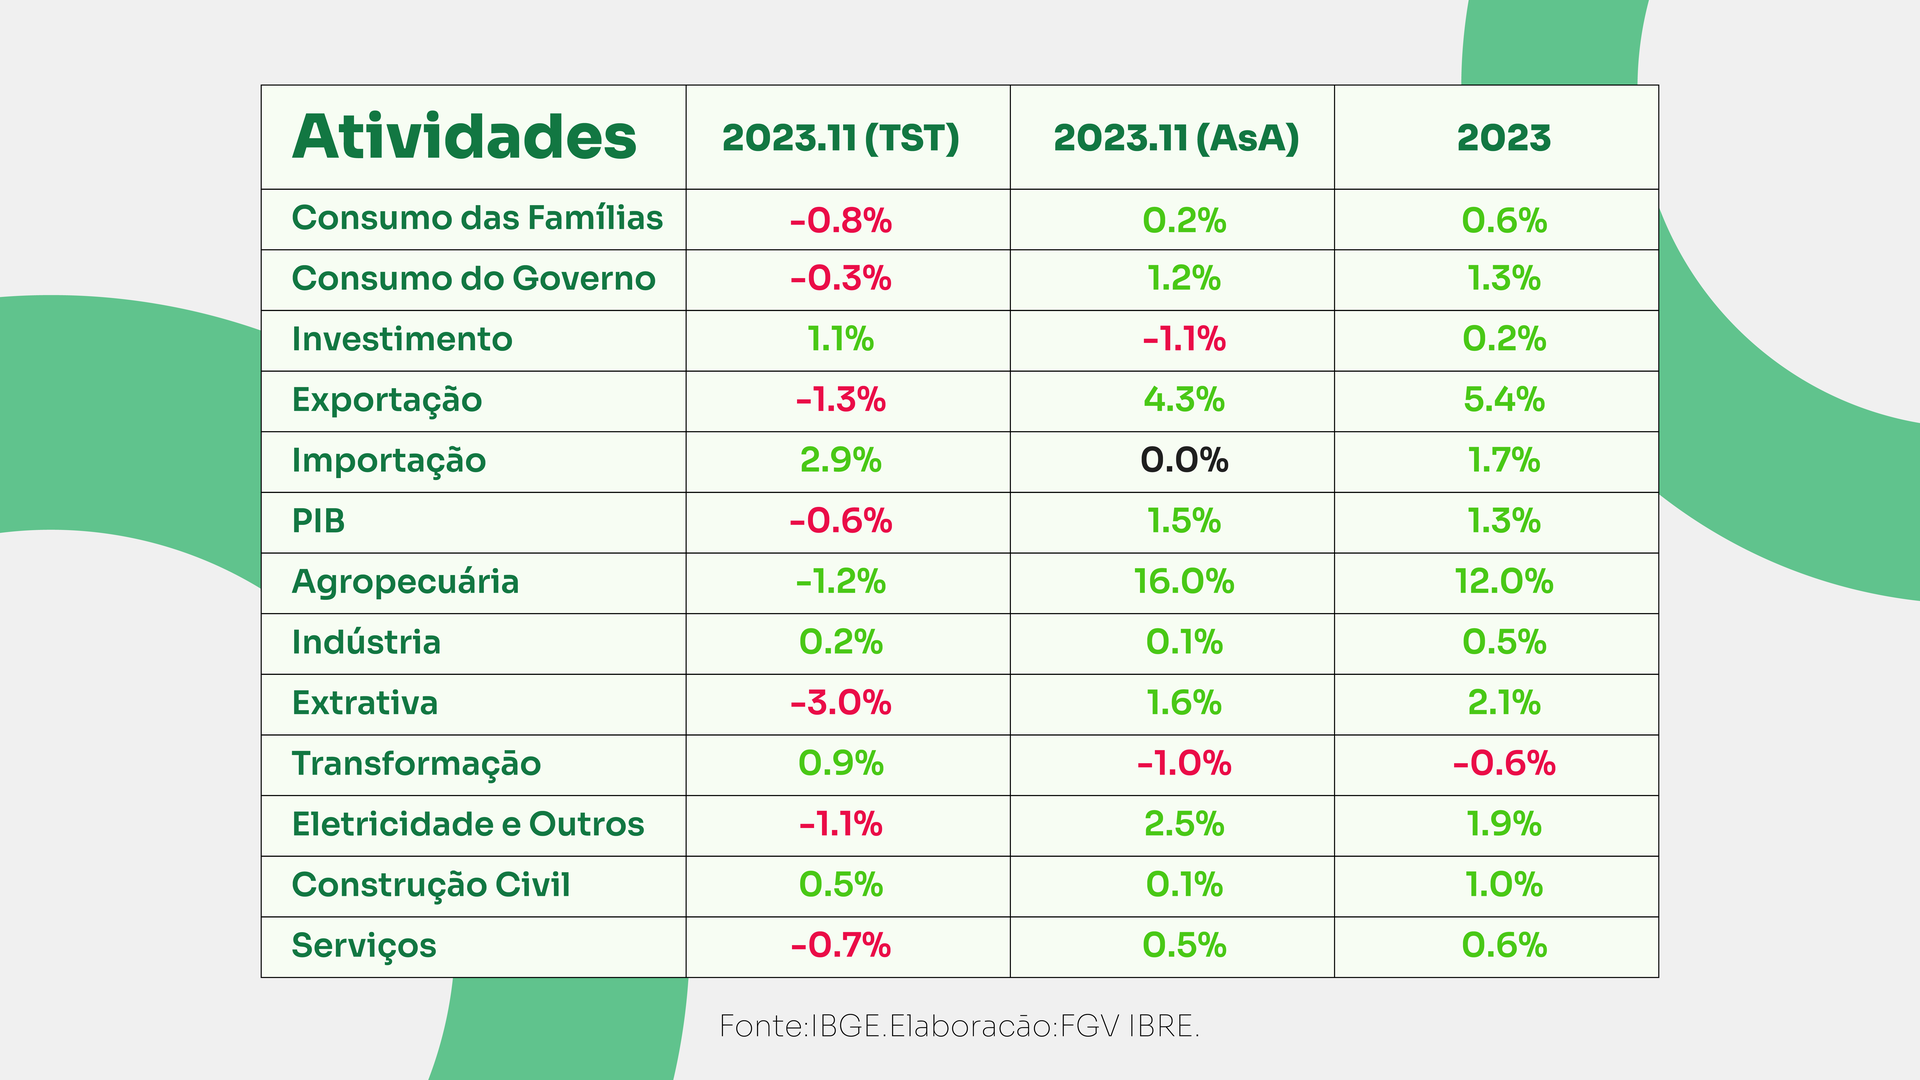 Atividades 2023.11 (TST) 2023.11 (AsA) 2023
Consumo das Famílias -0.8% 0.2% 0.6%
Consumo do Governo -0.3% 1.2% 1.3%
Investimento 1.1% -1.1% 0.2%
Exportação -1.3% 4.3% 5.4%
Importação 2.9% 0.0% 1.7%
PIB -0.6% 1.5% 1.3%
Agropecuária -1.2% 16.0% 12.0%
Indústria 0.2% 0.1% 0.5%
Extrativa -3.0% 1.6% 2.1%
Transformação 0.9% -1.0% -0.6%
Eletricidade e Outros -1.1% 2.5% 1.9%
Construção Civil 0.5% 0.1% 1.0%
Serviços -0.7% 0.5% 0.6%
Fonte:IBGE.Elaboracão:FGV IBRE.